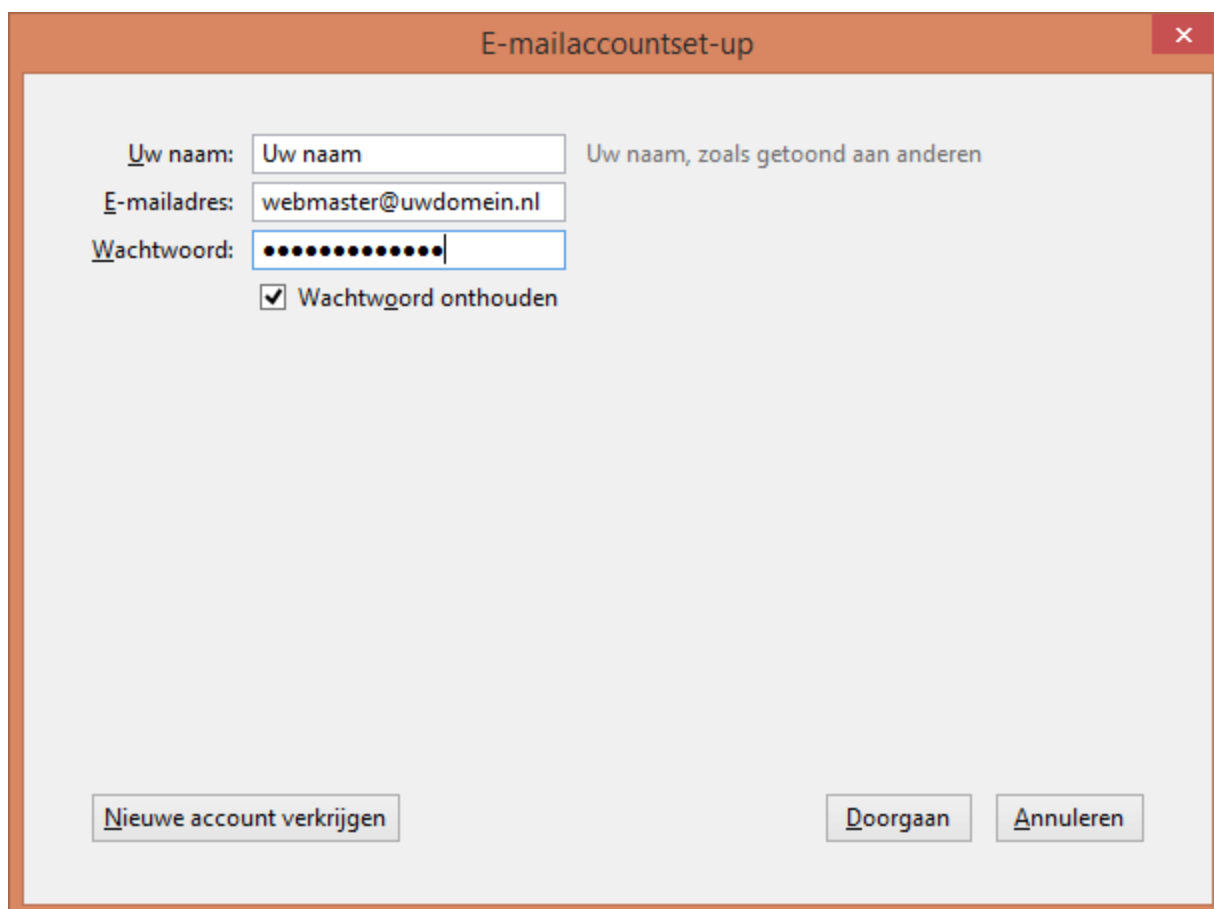 E-mailaccountset-up
Uw naam: Uw naam Uw naam, zoals getoond aan anderen
E-mailadres: webmaster@uwdomein.nl
Wachtwoord: ●●●●●●●●●●●●●
Wachtwoord onthouden
Nieuwe account verkrijgen Doorgaan Annuleren